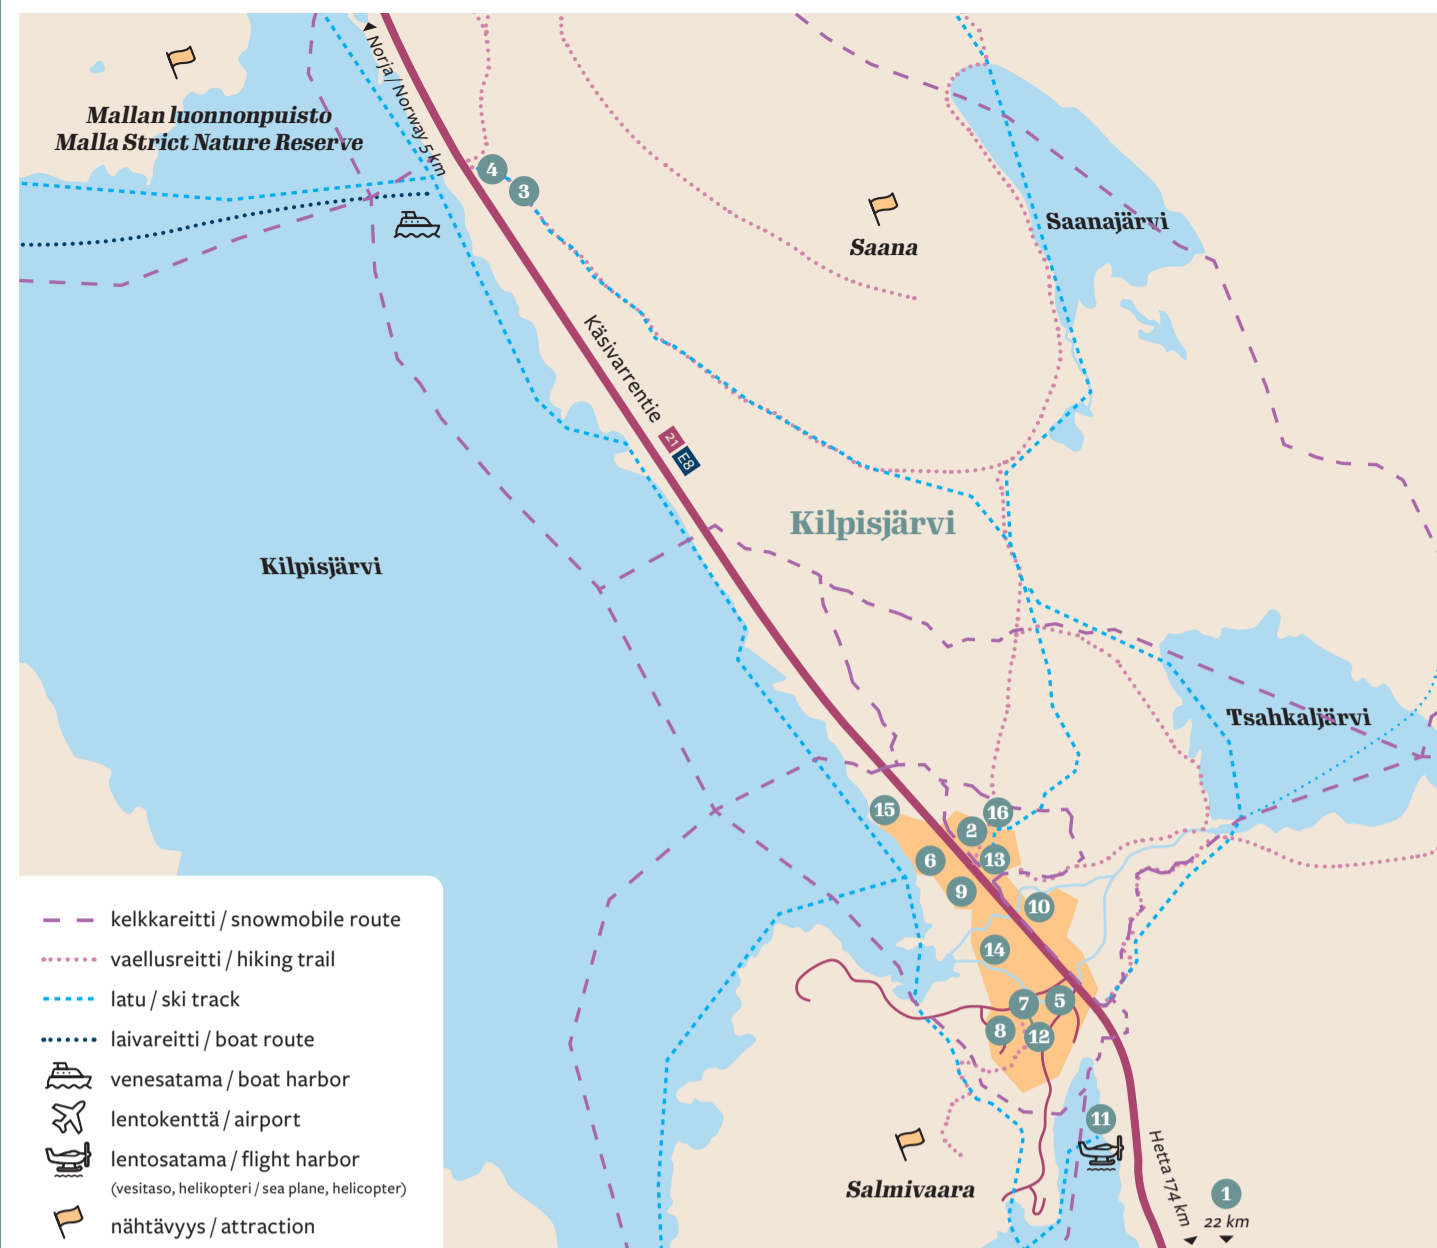 Norja / Norway 5 km
Mallan luonnonpuisto
Malla Strict Nature Reserve
4
3
Saana
Saanajärvi
Käsivarrentie
21
E8
Kilpisjärvi
Kilpisjärvi
Tsahkaljärvi
15
16
2
6
13
9
10
14
7
5
8
12
11
Salmivaara
Hetta 174 km
1
22 km
kelkkareitti / snowmobile route
vaellusreitti / hiking trail
latu / ski track
laivareitti / boat route
venesatama / boat harbor
lentokenttä / airport
lentosatama / flight harbor
(vesitaso, helikopteri / sea plane, helicopter)
nähtävyys / attraction